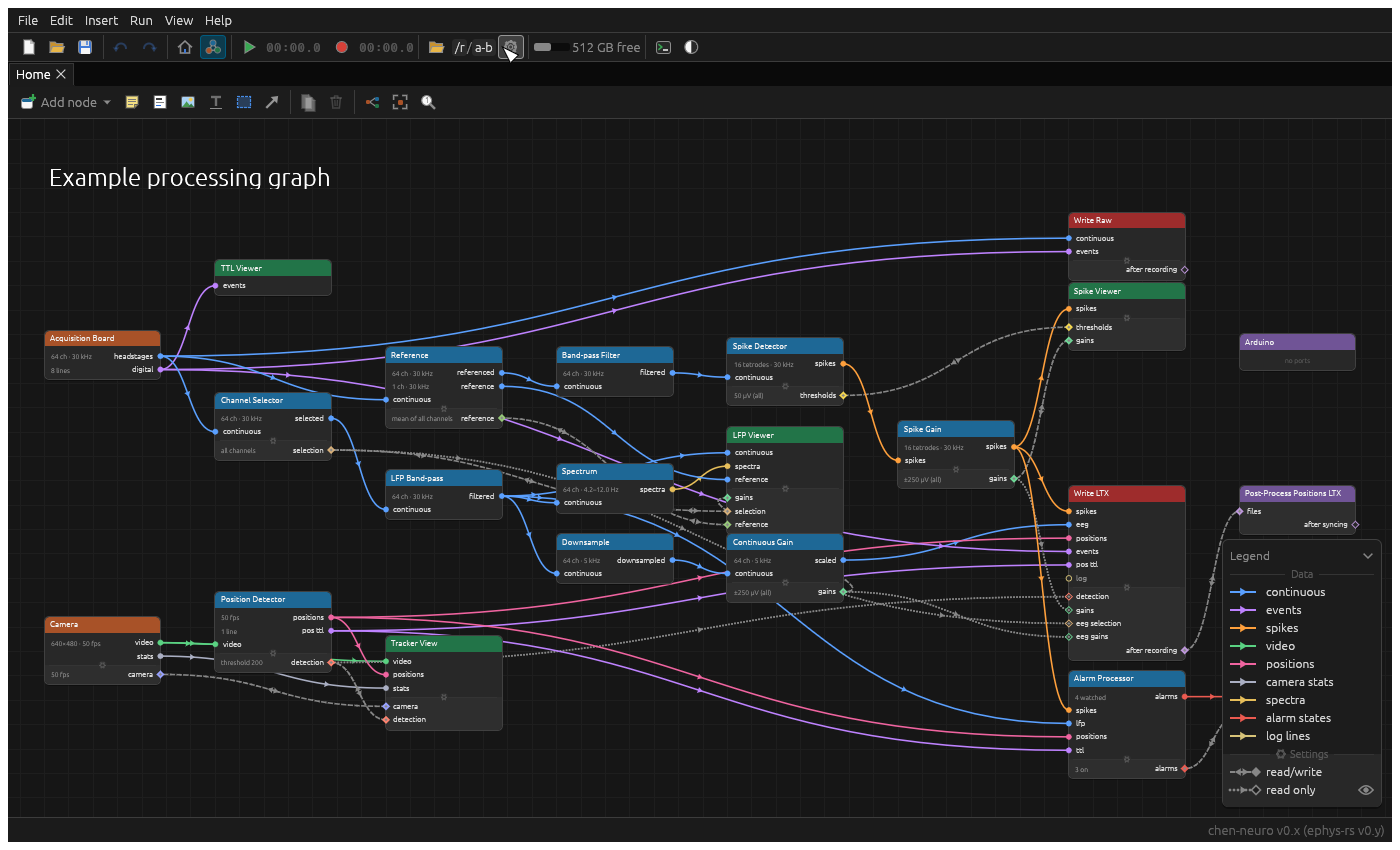 File Edit Insert Run View Help
00:00.0 00:00.0 /r/a-b 512 GB free
Home
Add node
Example processing graph
Write Raw
continuous
events
after recording
TTL Viewer
events
Spike Viewer
spikes
thresholds
gains
Acquisition Board
64 ch · 30 kHz headstages
8 lines digital
Reference
64 ch · 30 kHz referenced
1 ch · 30 kHz reference
continuous
mean of all channels reference
Band-pass Filter
filtered
continuous
Spike Detector
16 tetrodes · 30 kHz spikes
continuous
50 µV (all) thresholds
Arduino
no ports
Channel Selector
64 ch · 30 kHz selected
continuous
all channels selection
LFP Viewer
continuous
spectra
reference
gains
selection
reference
Spike Gain
16 tetrodes · 30 kHz spikes
spikes
±250 µV (all) gains
LFP Band-pass
64 ch · 30 kHz filtered
continuous
Spectrum
64 ch · 4.2–12.0 Hz spectra
continuous
Write LTX
spikes
eeg
positions
events
pos ttl
log
detection
gains
eeg selection
eeg gains
after recording
Post-Process Positions LTX
files
after syncing
Downsample
64 ch · 5 kHz downsampled
continuous
Continuous Gain
64 ch · 5 kHz scaled
continuous
±250 µV (all) gains
Camera
640×480 · 50 fps video
stats
50 fps camera
Position Detector
50 fps positions
1 line pos ttl
video
threshold 200 detection
Tracker View
video
positions
stats
camera
detection
Alarm Processor
4 watched alarms
spikes
lfp
positions
ttl
3 on alarms
Legend
Data
continuous
events
spikes
video
positions
camera stats
spectra
alarm states
log lines
Settings
read/write
read only
chen-neuro v0.x (ephys-rs v0.y)